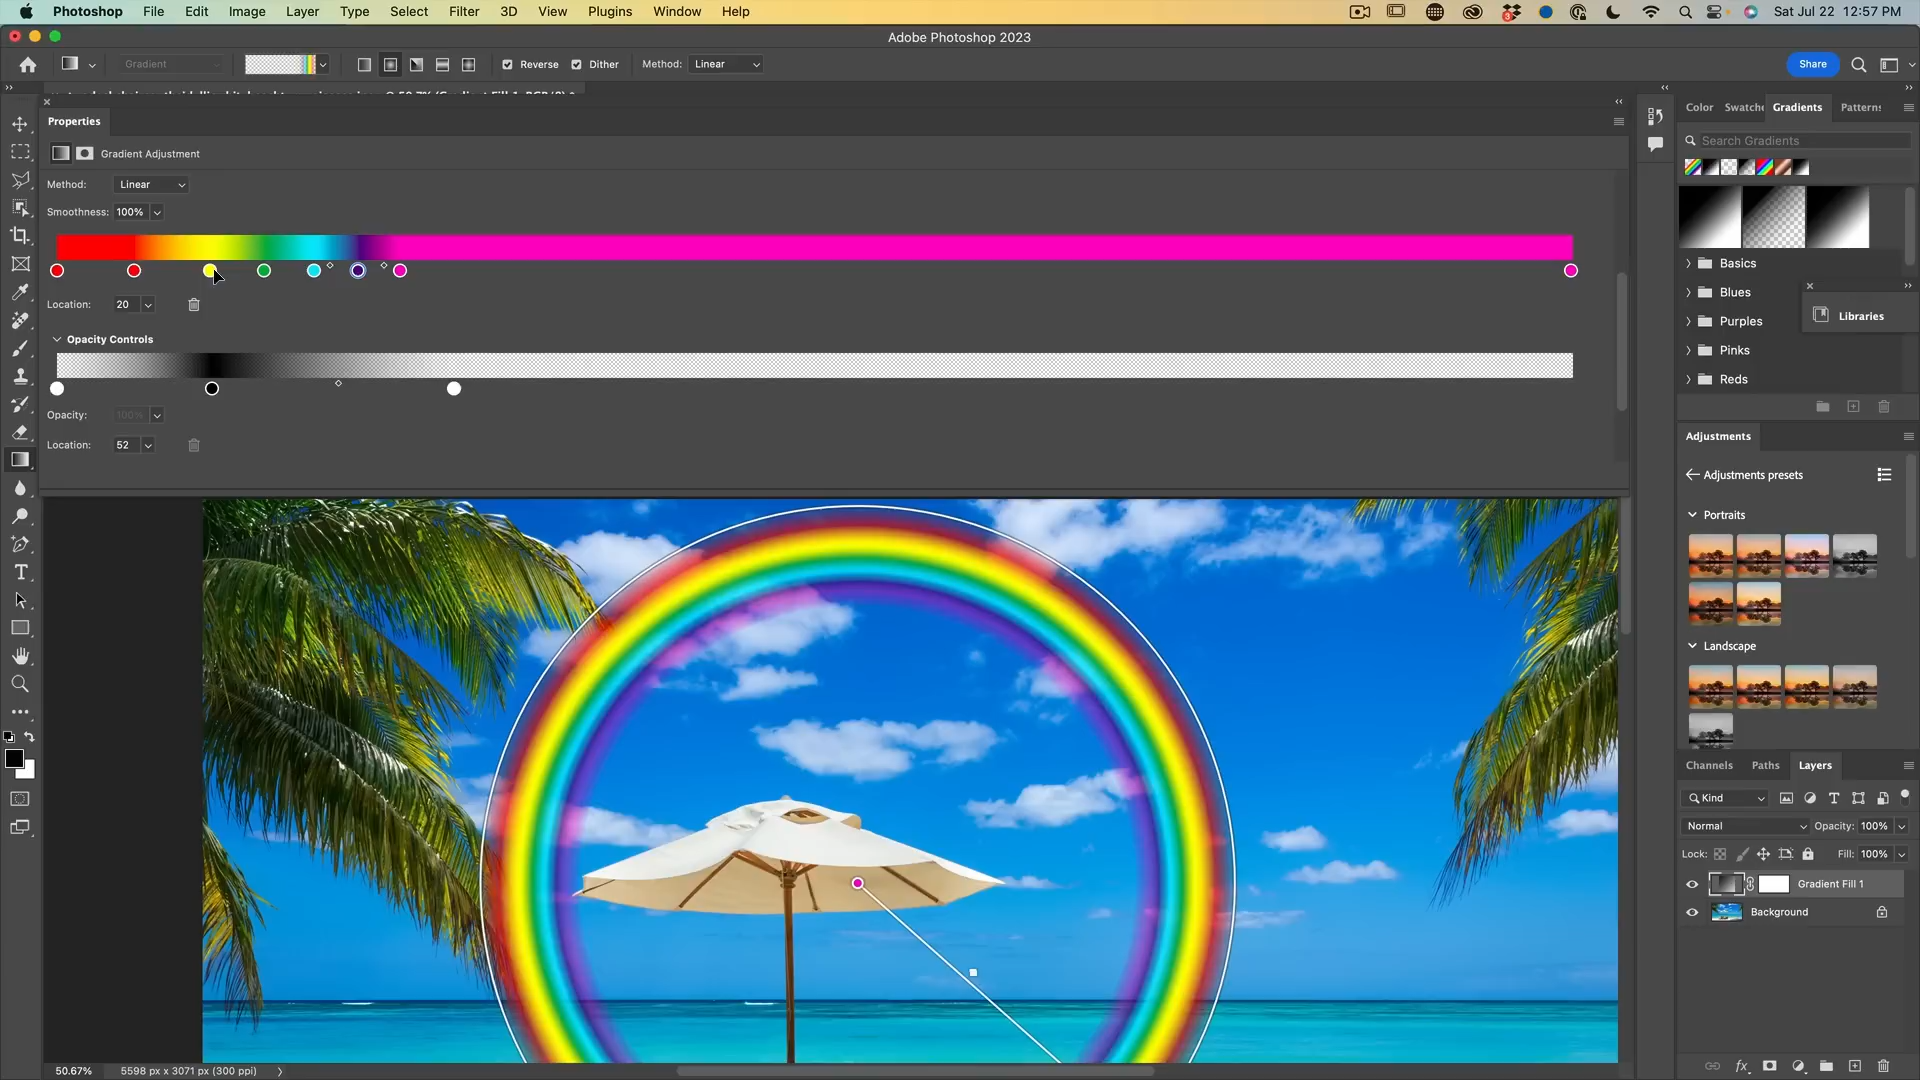 Photoshop File Edit Image Layer Type Select Filter 3D View Plugins Window Help 3 Sat Jul 22 12:57 PM
Adobe Photoshop 2023
Gradient Reverse Dither Method: Linear Share
Properties
Gradient Adjustment
Method: Linear
Smoothness: 100%
Location: 20
Opacity Controls
Opacity: 100%
Location: 52
Color Swatche Gradients Patterns
Search Gradients
Basics
Blues
Purples
Pinks
Reds
Libraries
Adjustments
Adjustments presets
Portraits
Landscape
Channels Paths Layers
Kind
Normal Opacity: 100%
Lock: Fill: 100%
Gradient Fill 1
Background
fx
50.67% 5598 px x 3071 px (300 ppi)